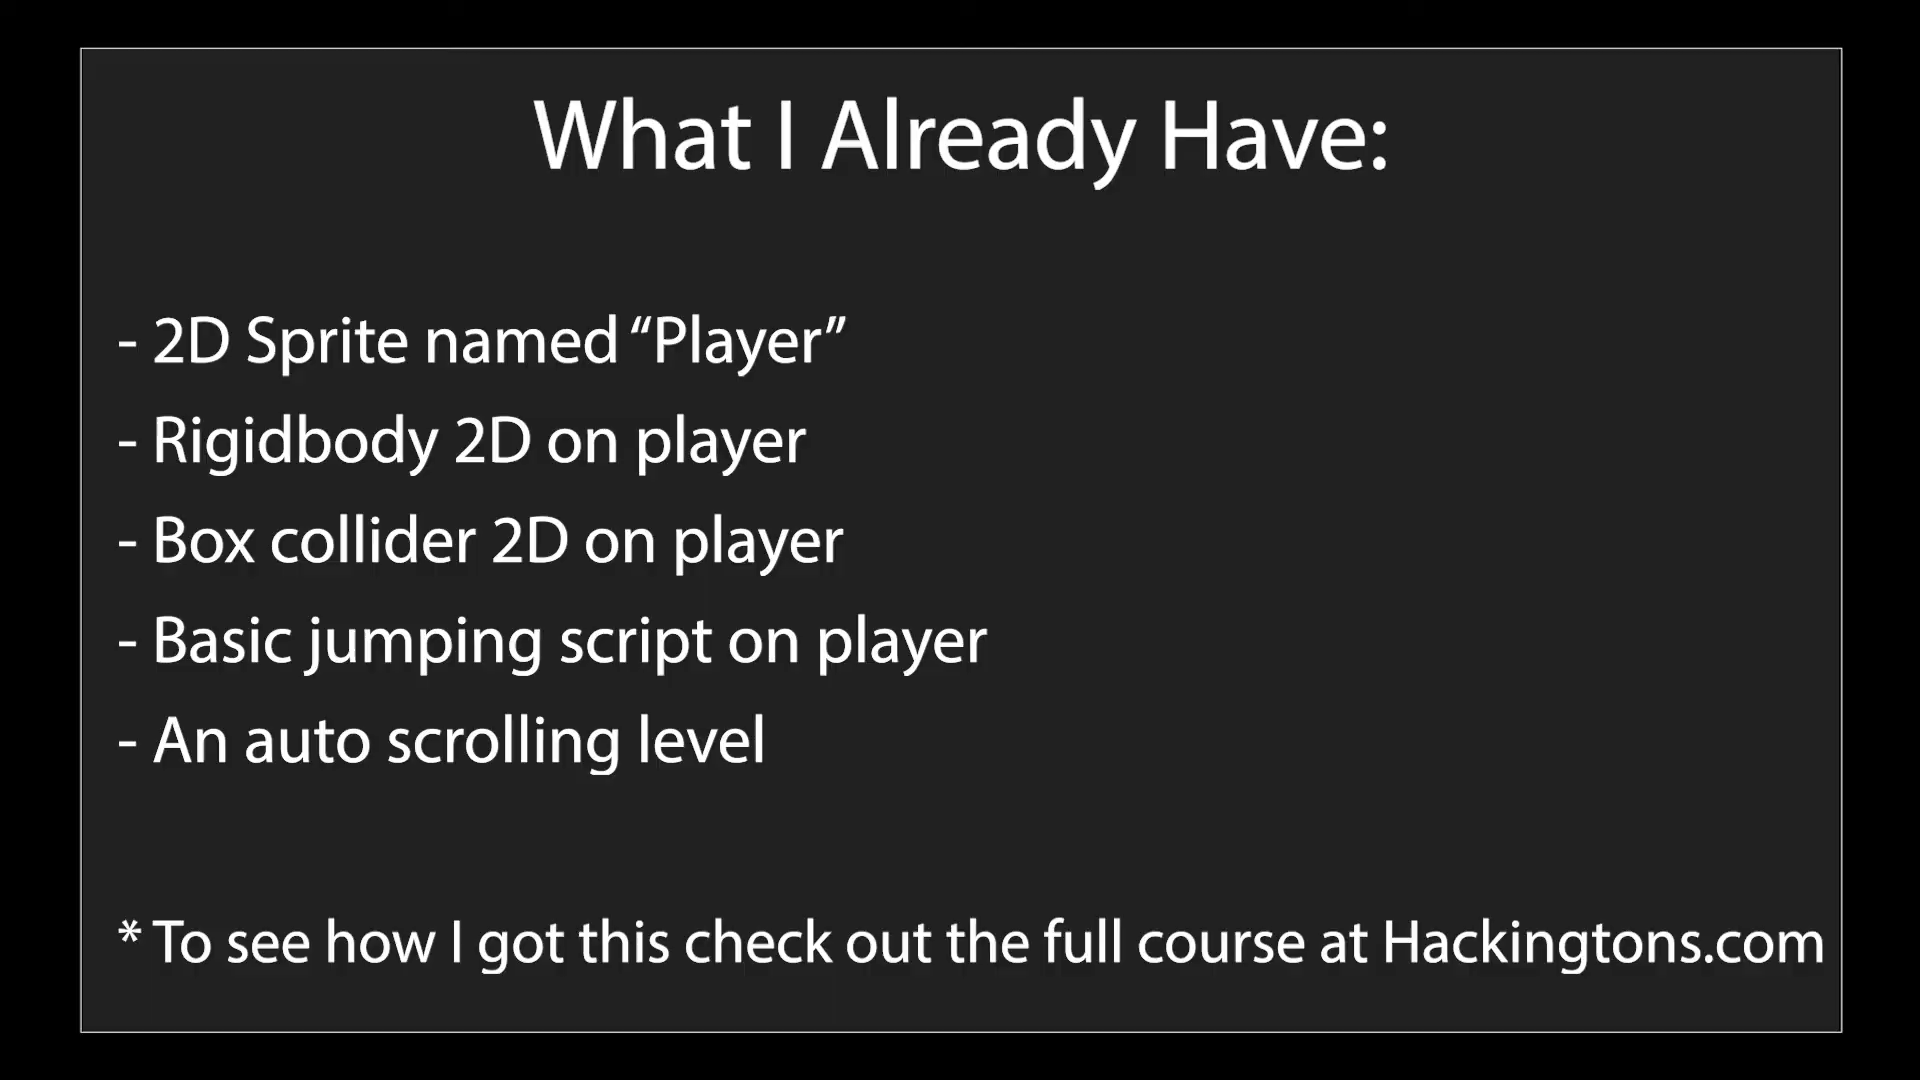 What I Already Have:
- 2D Sprite named “Player”
- Rigidbody 2D on player
- Box collider 2D on player
- Basic jumping script on player
- An auto scrolling level
* To see how I got this check out the full course at Hackingtons.com